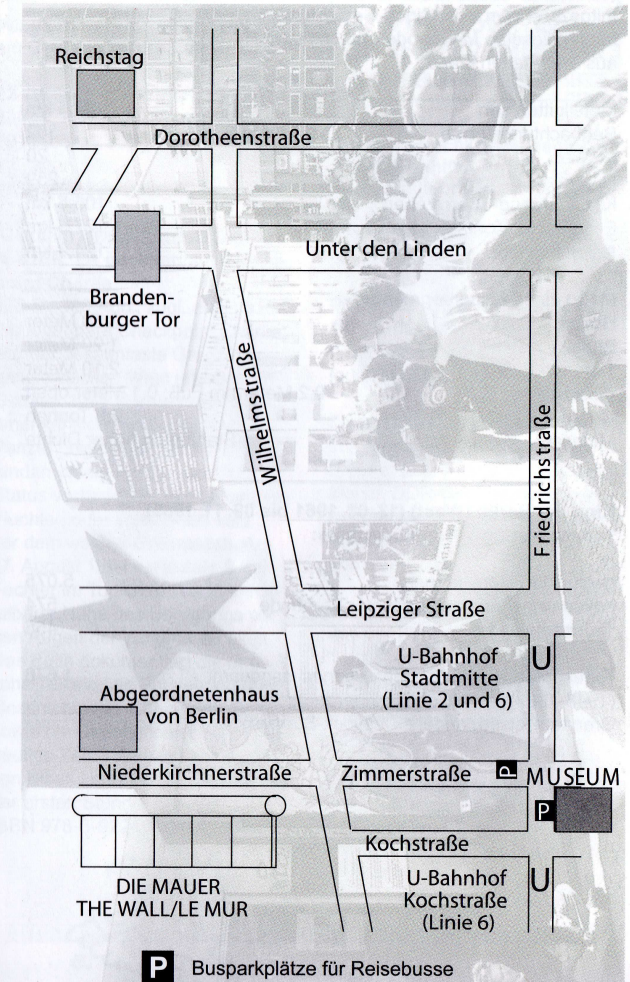 Reichstag
Dorotheenstraße
Unter den Linden
Branden-
burger Tor
Wilhelmstraße
Friedrichstraße
Leipziger Straße
U-Bahnhof
Stadtmitte
(Linie 2 und 6)
U
Abgeordnetenhaus
von Berlin
Niederkirchnerstraße
Zimmerstraße
P
MUSEUM
P
Kochstraße
U-Bahnhof
Kochstraße
(Linie 6)
U
DIE MAUER
THE WALL/LE MUR
P Busparkplätze für Reisebusse